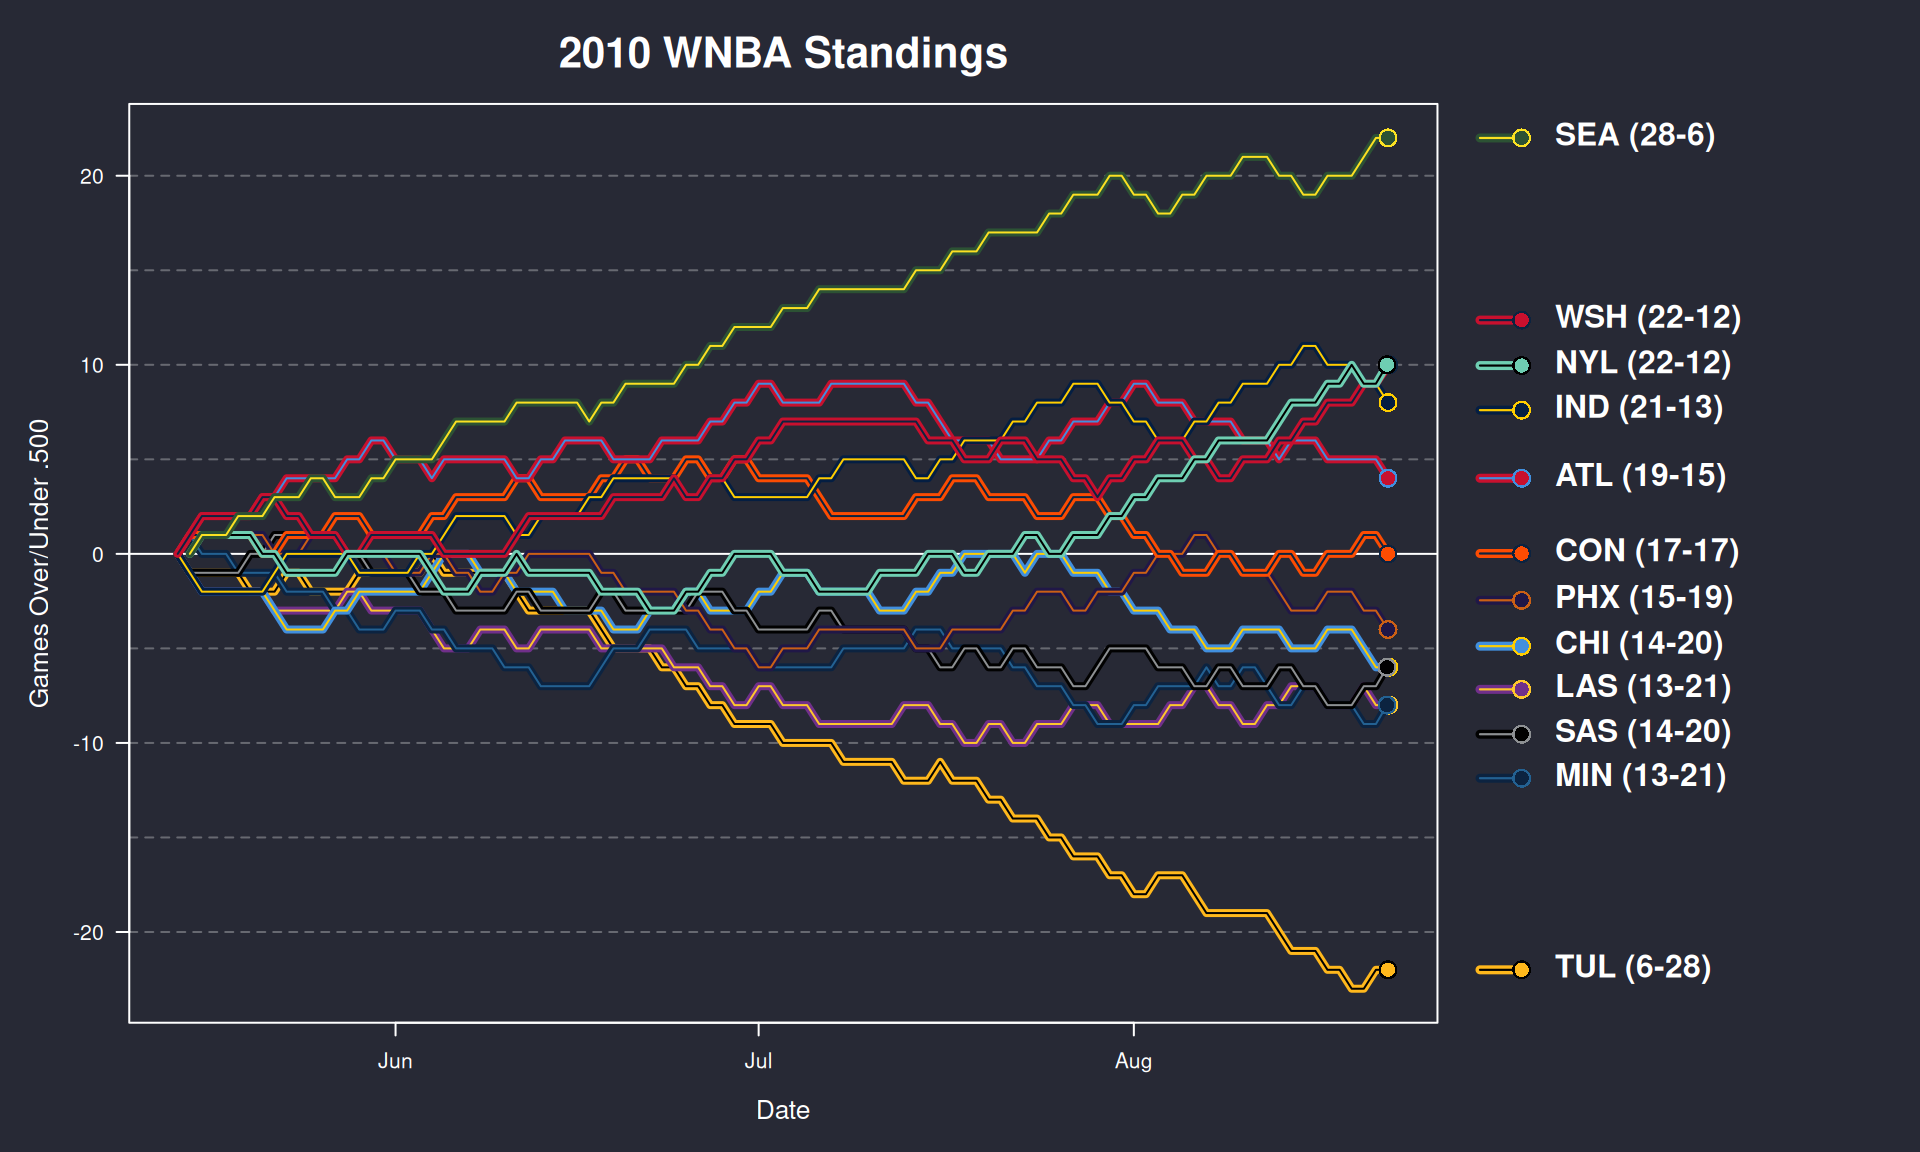 2010 WNBA Standings
Games Over/Under .500
20
10
0
-10
-20
Jun
Jul
Aug
Date
SEA (28-6)
WSH (22-12)
NYL (22-12)
IND (21-13)
ATL (19-15)
CON (17-17)
PHX (15-19)
CHI (14-20)
LAS (13-21)
SAS (14-20)
MIN (13-21)
TUL (6-28)